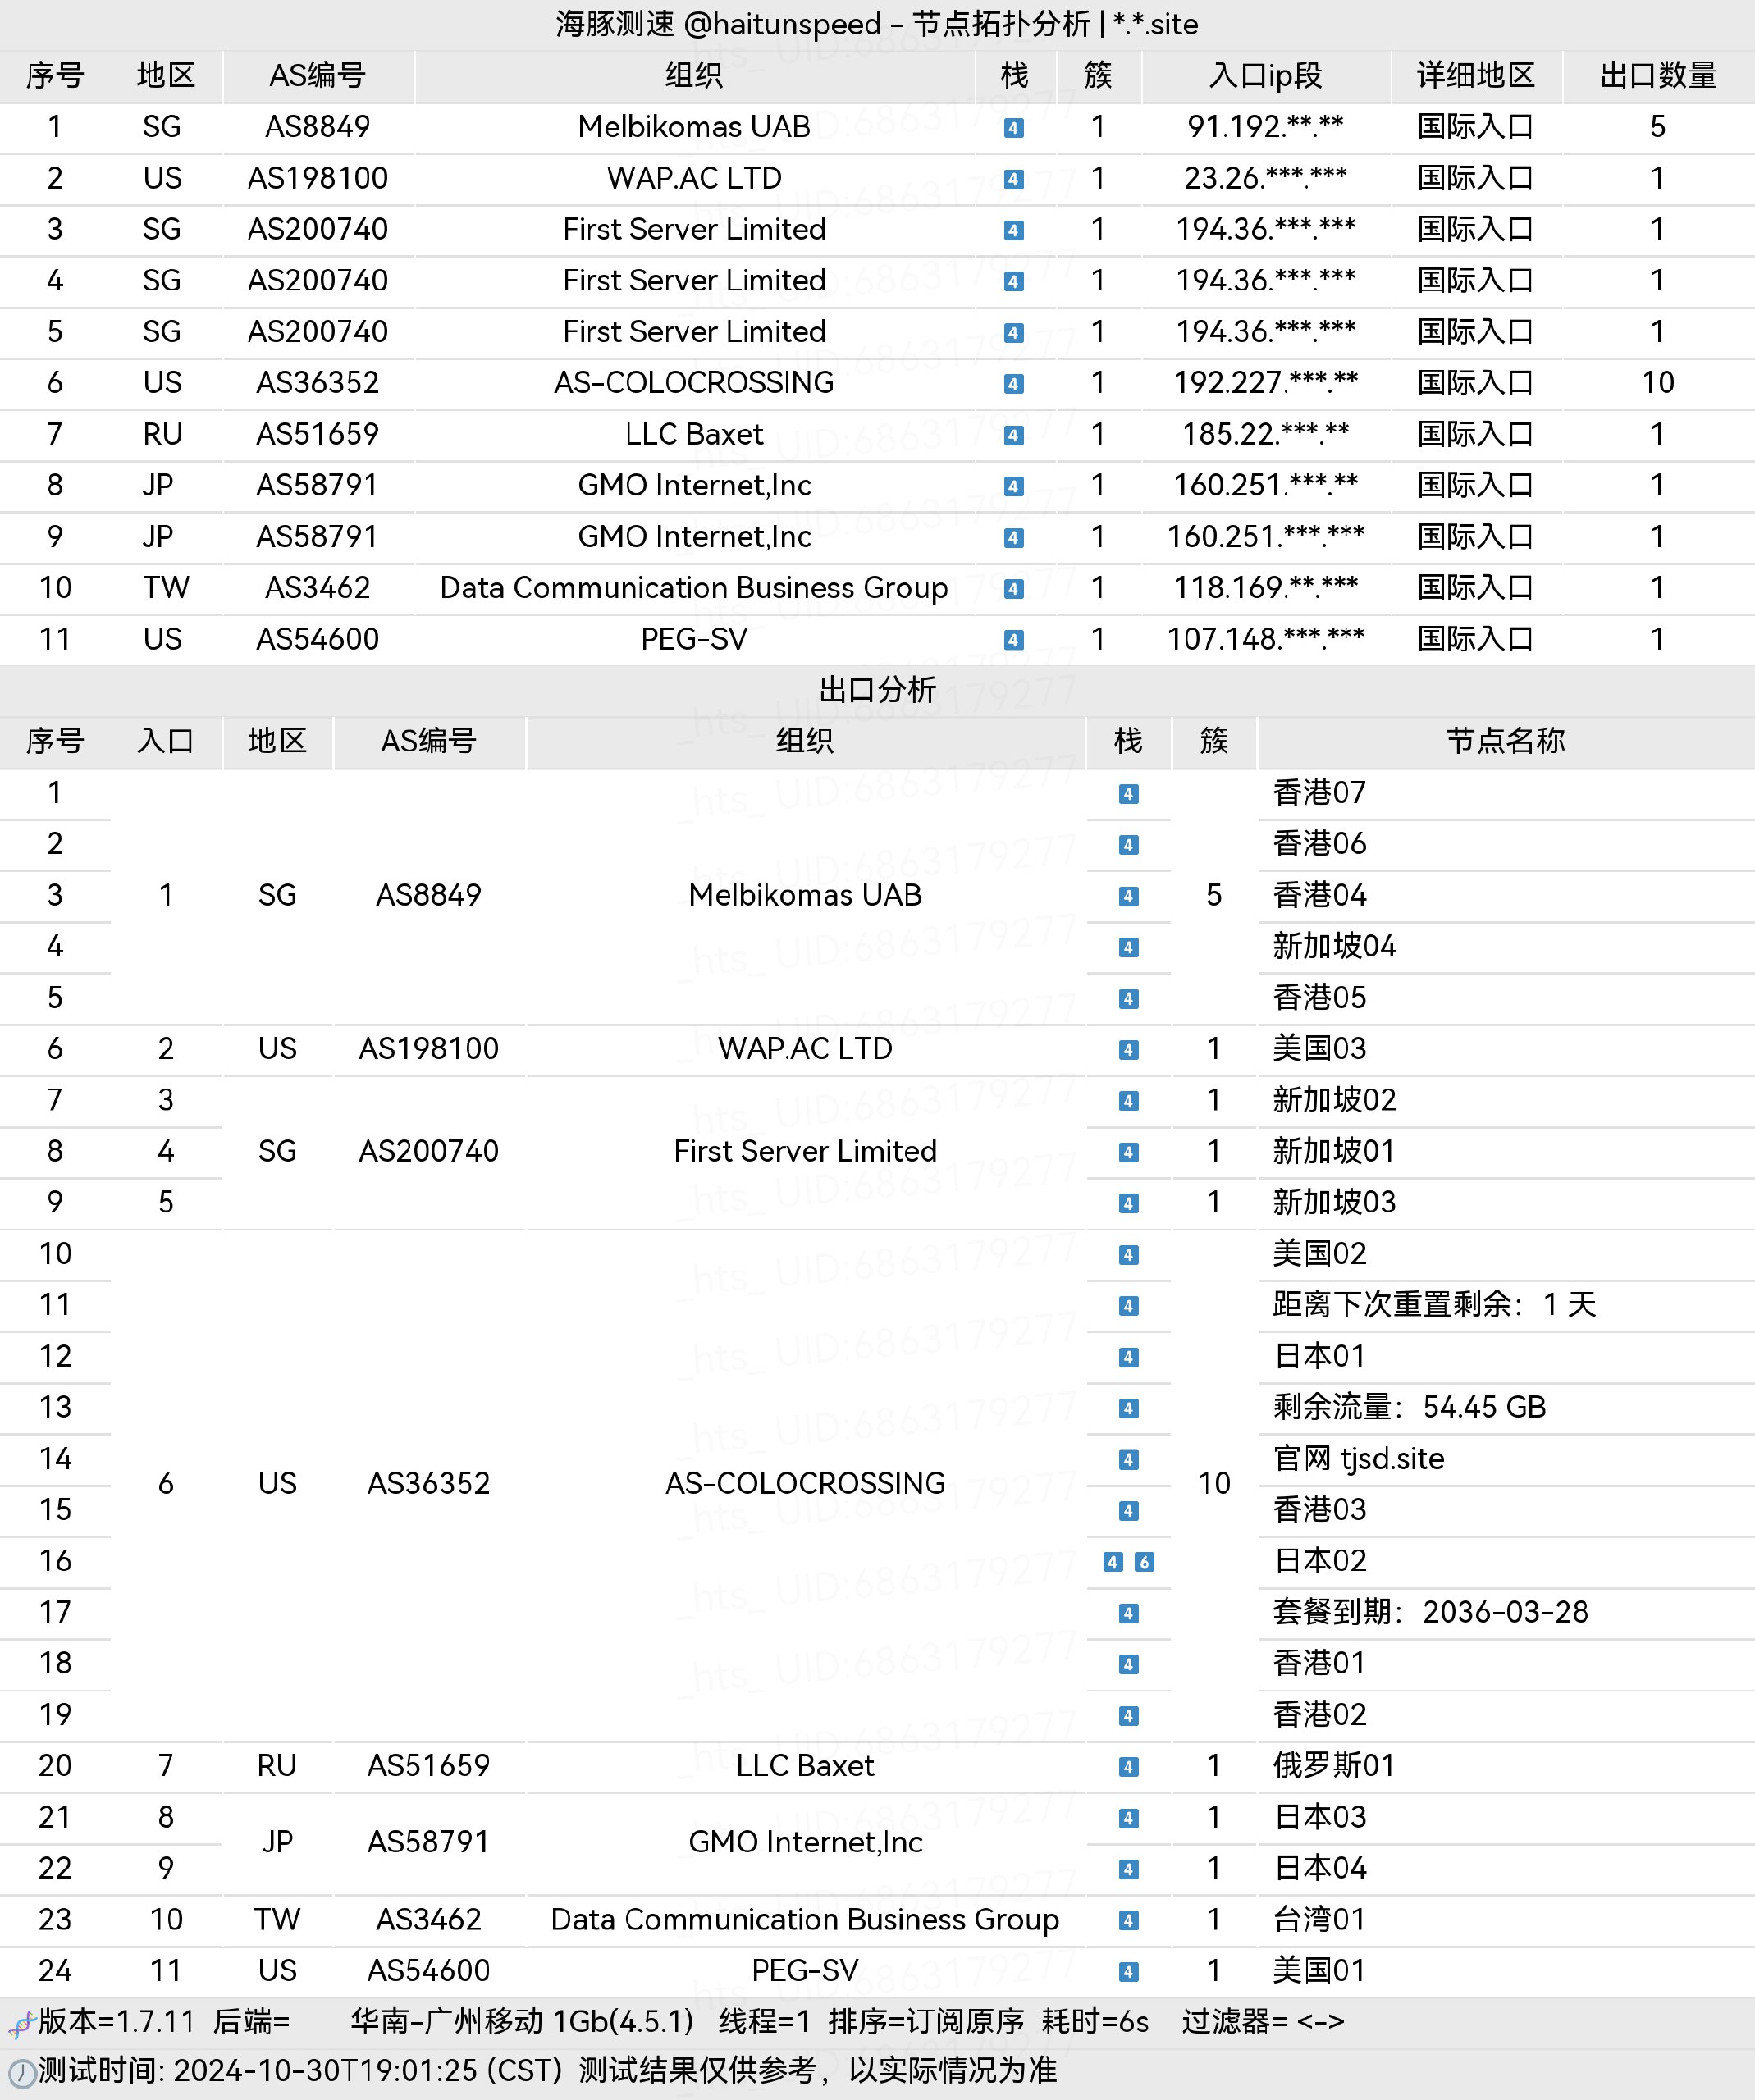 海豚测速 @haitunspeed - 节点拓扑分析 | *.*.site
序号 地区 AS编号 组织 栈 簇 入口ip段 详细地区 出口数量
1 SG AS8849 Melbikomas UAB 4 1 91.192.**.** 国际入口 5
2 US AS198100 WAP.AC LTD 4 1 23.26.***.*** 国际入口 1
3 SG AS200740 First Server Limited 4 1 194.36.***.*** 国际入口 1
4 SG AS200740 First Server Limited 4 1 194.36.***.*** 国际入口 1
5 SG AS200740 First Server Limited 4 1 194.36.***.*** 国际入口 1
6 US AS36352 AS-COLOCROSSING 4 1 192.227.***.** 国际入口 10
7 RU AS51659 LLC Baxet 4 1 185.22.***.** 国际入口 1
8 JP AS58791 GMO Internet,Inc 4 1 160.251.***.** 国际入口 1
9 JP AS58791 GMO Internet,Inc 4 1 160.251.***.*** 国际入口 1
10 TW AS3462 Data Communication Business Group 4 1 118.169.**.*** 国际入口 1
11 US AS54600 PEG-SV 4 1 107.148.***.*** 国际入口 1
出口分析
序号 入口 地区 AS编号 组织 栈 簇 节点名称
1 4 香港07
2 4 香港06
3 1 SG AS8849 Melbikomas UAB 4 5 香港04
4 4 新加坡04
5 4 香港05
6 2 US AS198100 WAP.AC LTD 4 1 美国03
7 3 4 1 新加坡02
8 4 SG AS200740 First Server Limited 4 1 新加坡01
9 5 4 1 新加坡03
10 4 美国02
11 4 距离下次重置剩余：1 天
12 4 日本01
13 4 剩余流量：54.45 GB
14 4 官网 tjsd.site
6 US AS36352 AS-COLOCROSSING 10
15 4 香港03
16 4 6 日本02
17 4 套餐到期：2036-03-28
18 4 香港01
19 4 香港02
20 7 RU AS51659 LLC Baxet 4 1 俄罗斯01
21 8 4 1 日本03
JP AS58791 GMO Internet,Inc
22 9 4 1 日本04
23 10 TW AS3462 Data Communication Business Group 4 1 台湾01
24 11 US AS54600 PEG-SV 4 1 美国01
版本=1.7.11 后端= 华南-广州移动 1Gb(4.5.1) 线程=1 排序=订阅原序 耗时=6s 过滤器= <->
测试时间: 2024-10-30T19:01:25 (CST) 测试结果仅供参考，以实际情况为准